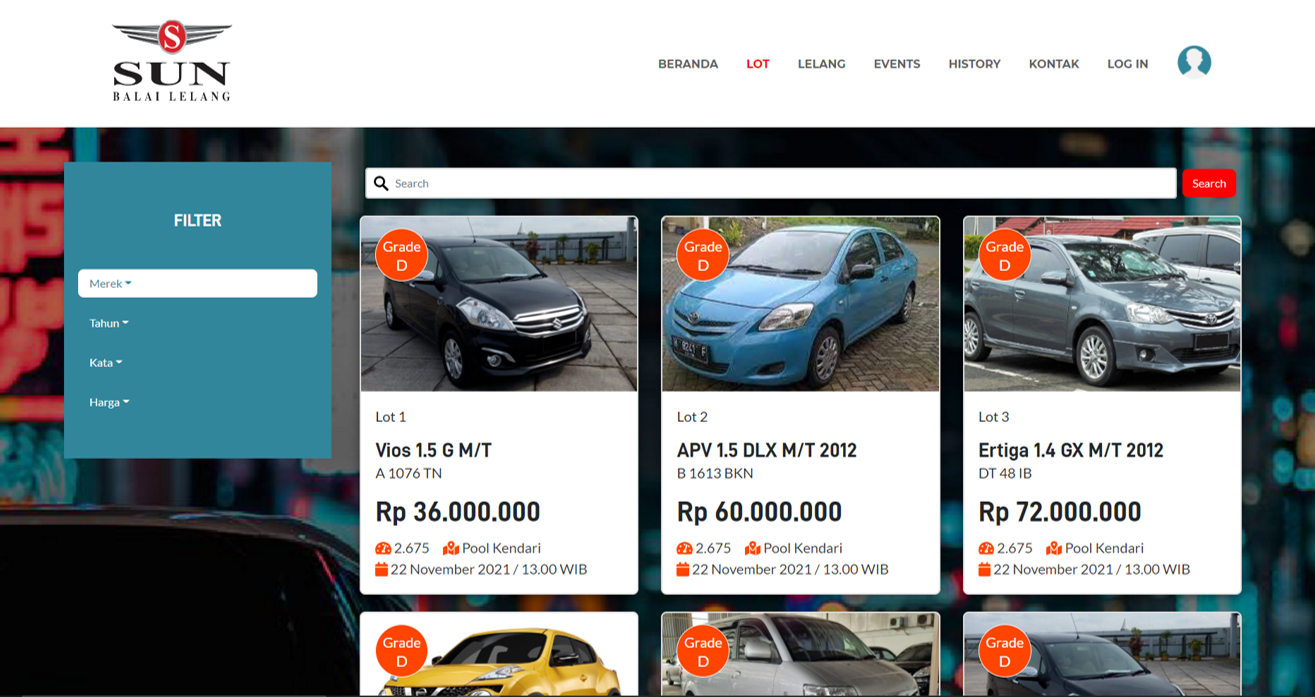 S
SUN
BALAI LELANG
BERANDA
LOT
LELANG
EVENTS
HISTORY
KONTAK
LOG IN
FILTER
Merek
Tahun
Kata
Harga
Search
Search
Grade
D
Lot 1
Vios 1.5 G M/T
A 1076 TN
Rp 36.000.000
2.675 Pool Kendari
22 November 2021 / 13.00 WIB
Grade
D
Lot 2
APV 1.5 DLX M/T 2012
B 1613 BKN
Rp 60.000.000
2.675 Pool Kendari
22 November 2021 / 13.00 WIB
Grade
D
Lot 3
Ertiga 1.4 GX M/T 2012
DT 48 IB
Rp 72.000.000
2.675 Pool Kendari
22 November 2021 / 13.00 WIB
Grade
D
Grade
D
Grade
D